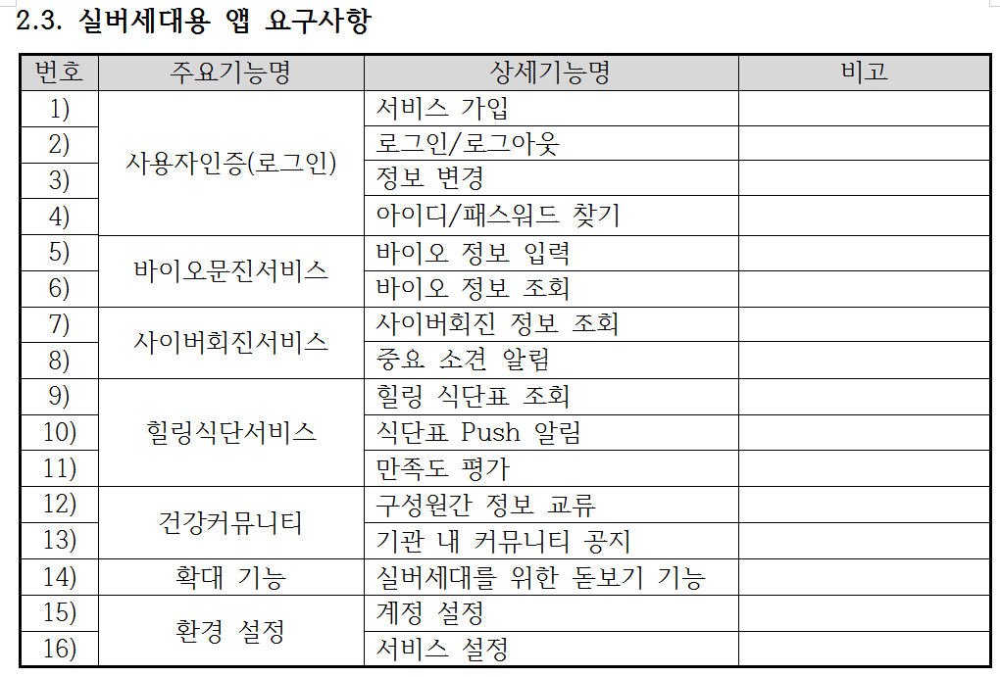 2.3. 실버세대용 앱 요구사항
번호 주요기능명 상세기능명 비고
1) 사용자인증(로그인) 서비스 가입
2) 로그인/로그아웃
3) 정보 변경
4) 아이디/패스워드 찾기
5) 바이오문진서비스 바이오 정보 입력
6) 바이오 정보 조회
7) 사이버회진서비스 사이버회진 정보 조회
8) 중요 소견 알림
9) 힐링식단서비스 힐링 식단표 조회
10) 식단표 Push 알림
11) 만족도 평가
12) 건강커뮤니티 구성원간 정보 교류
13) 기관 내 커뮤니티 공지
14) 확대 기능 실버세대를 위한 돋보기 기능
15) 환경 설정 계정 설정
16) 서비스 설정